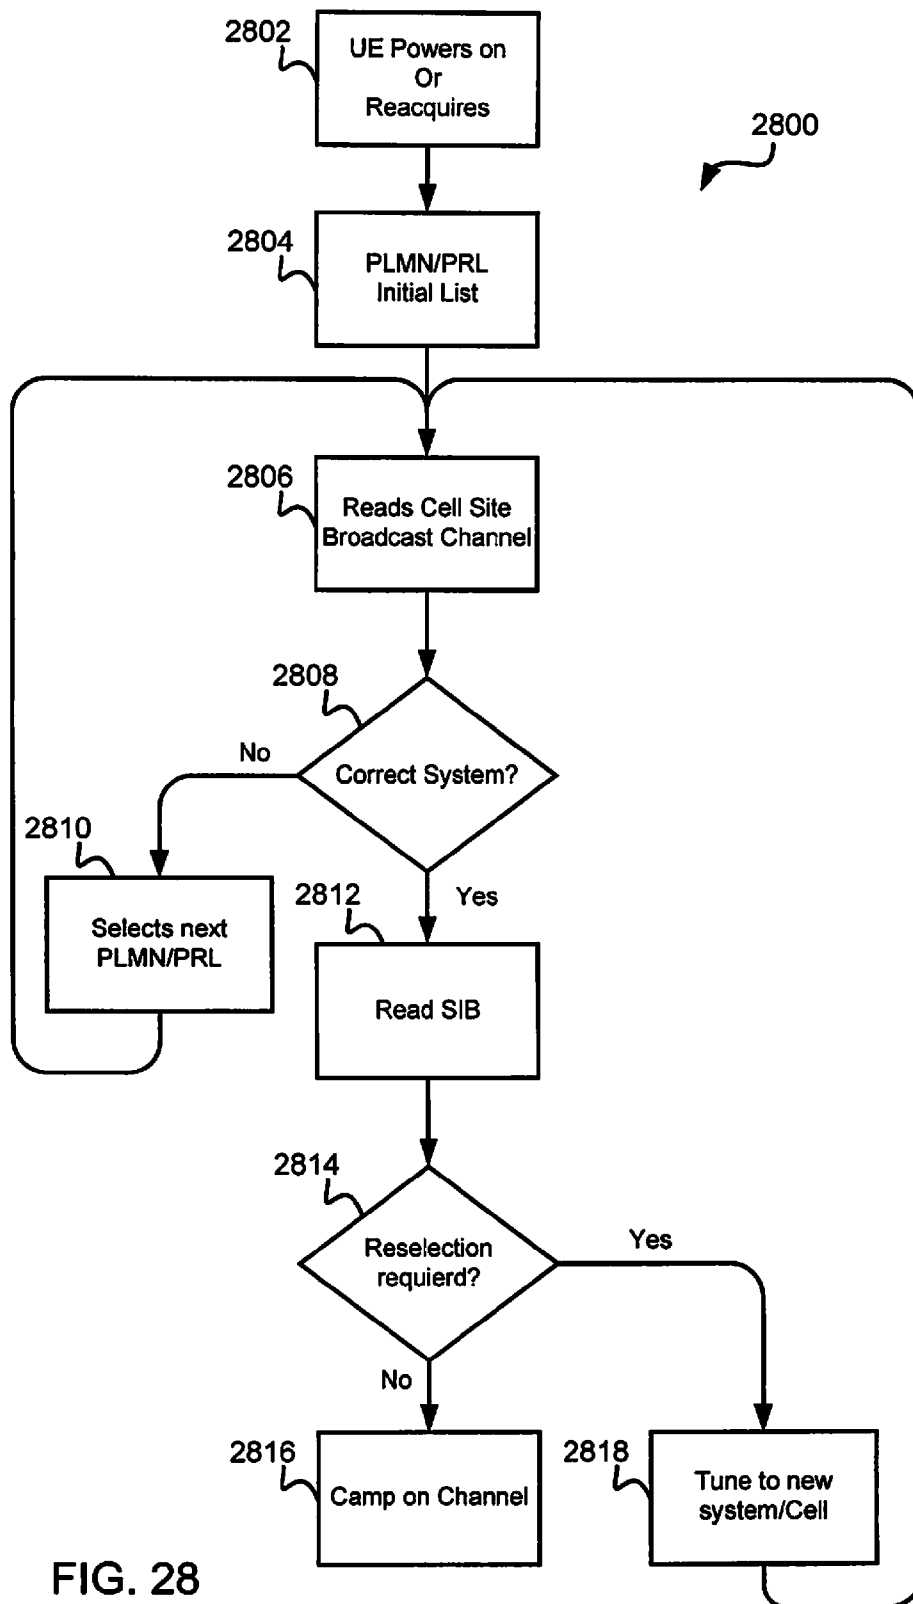 2802
UE Powers on
Or
Reacquires
2800
2804
PLMN/PRL
Initial List
2806
Reads Cell Site
Broadcast Channel
2808
Correct System?
No
Yes
2810
Selects next
PLMN/PRL
2812
Read SIB
2814
Reselection
requierd?
Yes
No
2816
Camp on Channel
2818
Tune to new
system/Cell
FIG. 28